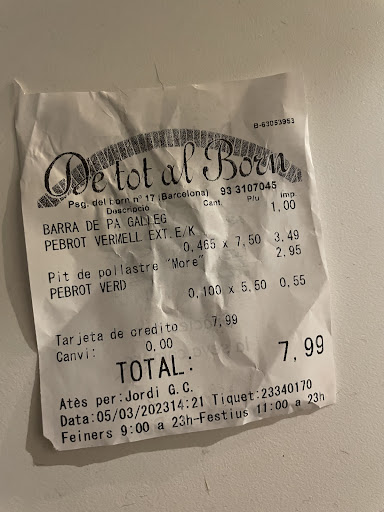 B-63053953
De tot al Born
Psg. del born nº 17 (Barcelona) 93 3107045
Descripcio Cant. P/u Imp.
BARRA DE PA GALLEG 1,00
PEBROT VERMELL EXT.E/K
0,465 x 7,50 3,49
Pit de pollastre "More" 2,95
PEBROT VERD
0,100 x 5,50 0,55
Tarjeta de credito 7,99
Canvi: 0,00
TOTAL: 7,99
Atès per:Jordi G.C.
Data:05/03/202314:21 Tiquet:23340170
Feiners 9:00 a 23h-Festius 11:00 a 23h